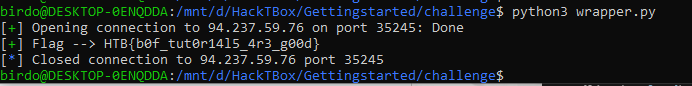 birdo@DESKTOP-0ENQDDA:/mnt/d/HackTBox/Gettingstarted/challenge$ python3 wrapper.py
[+] Opening connection to 94.237.59.76 on port 35245: Done
[+] Flag --> HTB{b0f_tut0r14l5_4r3_g00d}
[*] Closed connection to 94.237.59.76 port 35245
birdo@DESKTOP-0ENQDDA:/mnt/d/HackTBox/Gettingstarted/challenge$